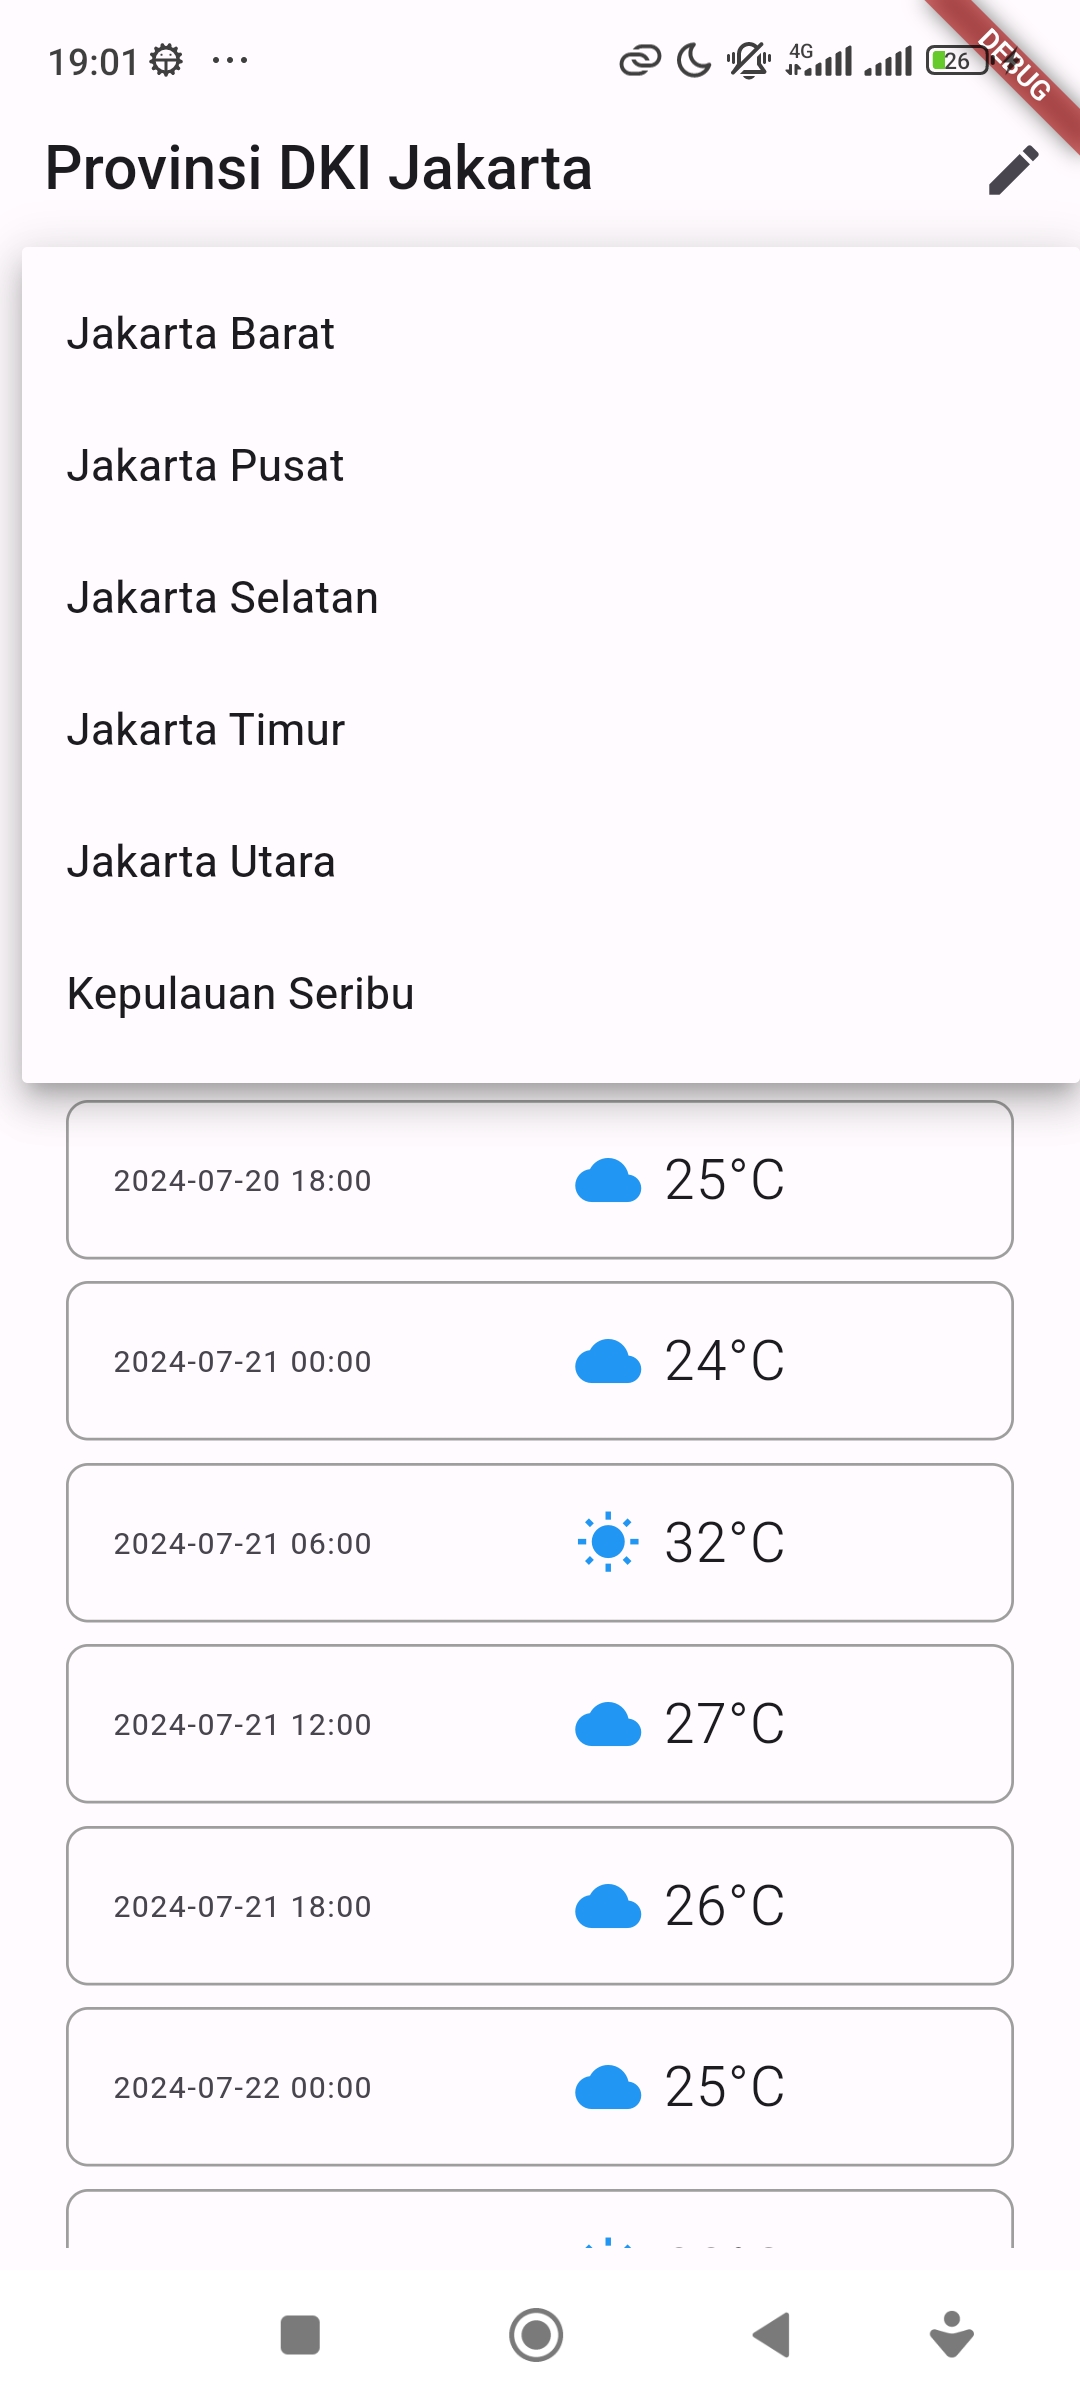 19:01 ... 4G 26
DEBUG
Provinsi DKI Jakarta
Jakarta Barat
Jakarta Pusat
Jakarta Selatan
Jakarta Timur
Jakarta Utara
Kepulauan Seribu
2024-07-20 18:00 25°C
2024-07-21 00:00 24°C
2024-07-21 06:00 32°C
2024-07-21 12:00 27°C
2024-07-21 18:00 26°C
2024-07-22 00:00 25°C